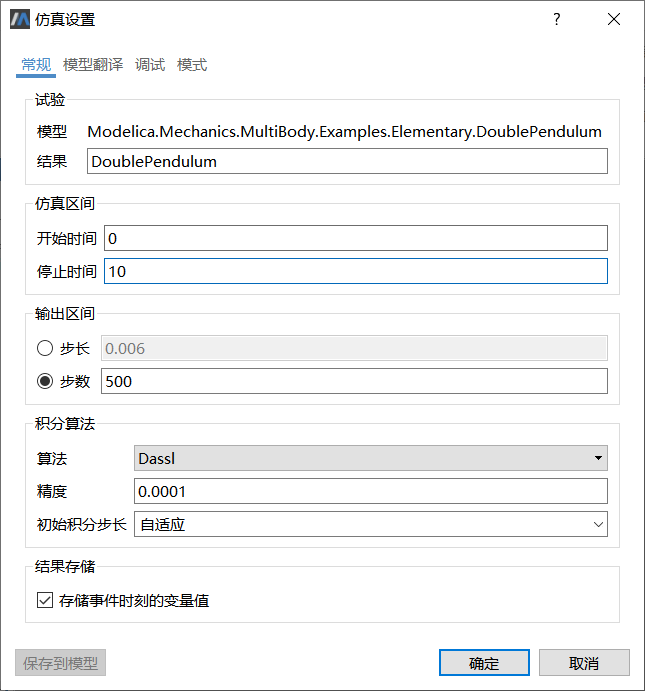 仿真设置
?
常规 模型翻译 调试 模式
试验
模型 Modelica.Mechanics.MultiBody.Examples.Elementary.DoublePendulum
结果 DoublePendulum
仿真区间
开始时间 0
停止时间 10
输出区间
步长 0.006
步数 500
积分算法
算法 Dassl
精度 0.0001
初始积分步长 自适应
结果存储
存储事件时刻的变量值
保存到模型 确定 取消